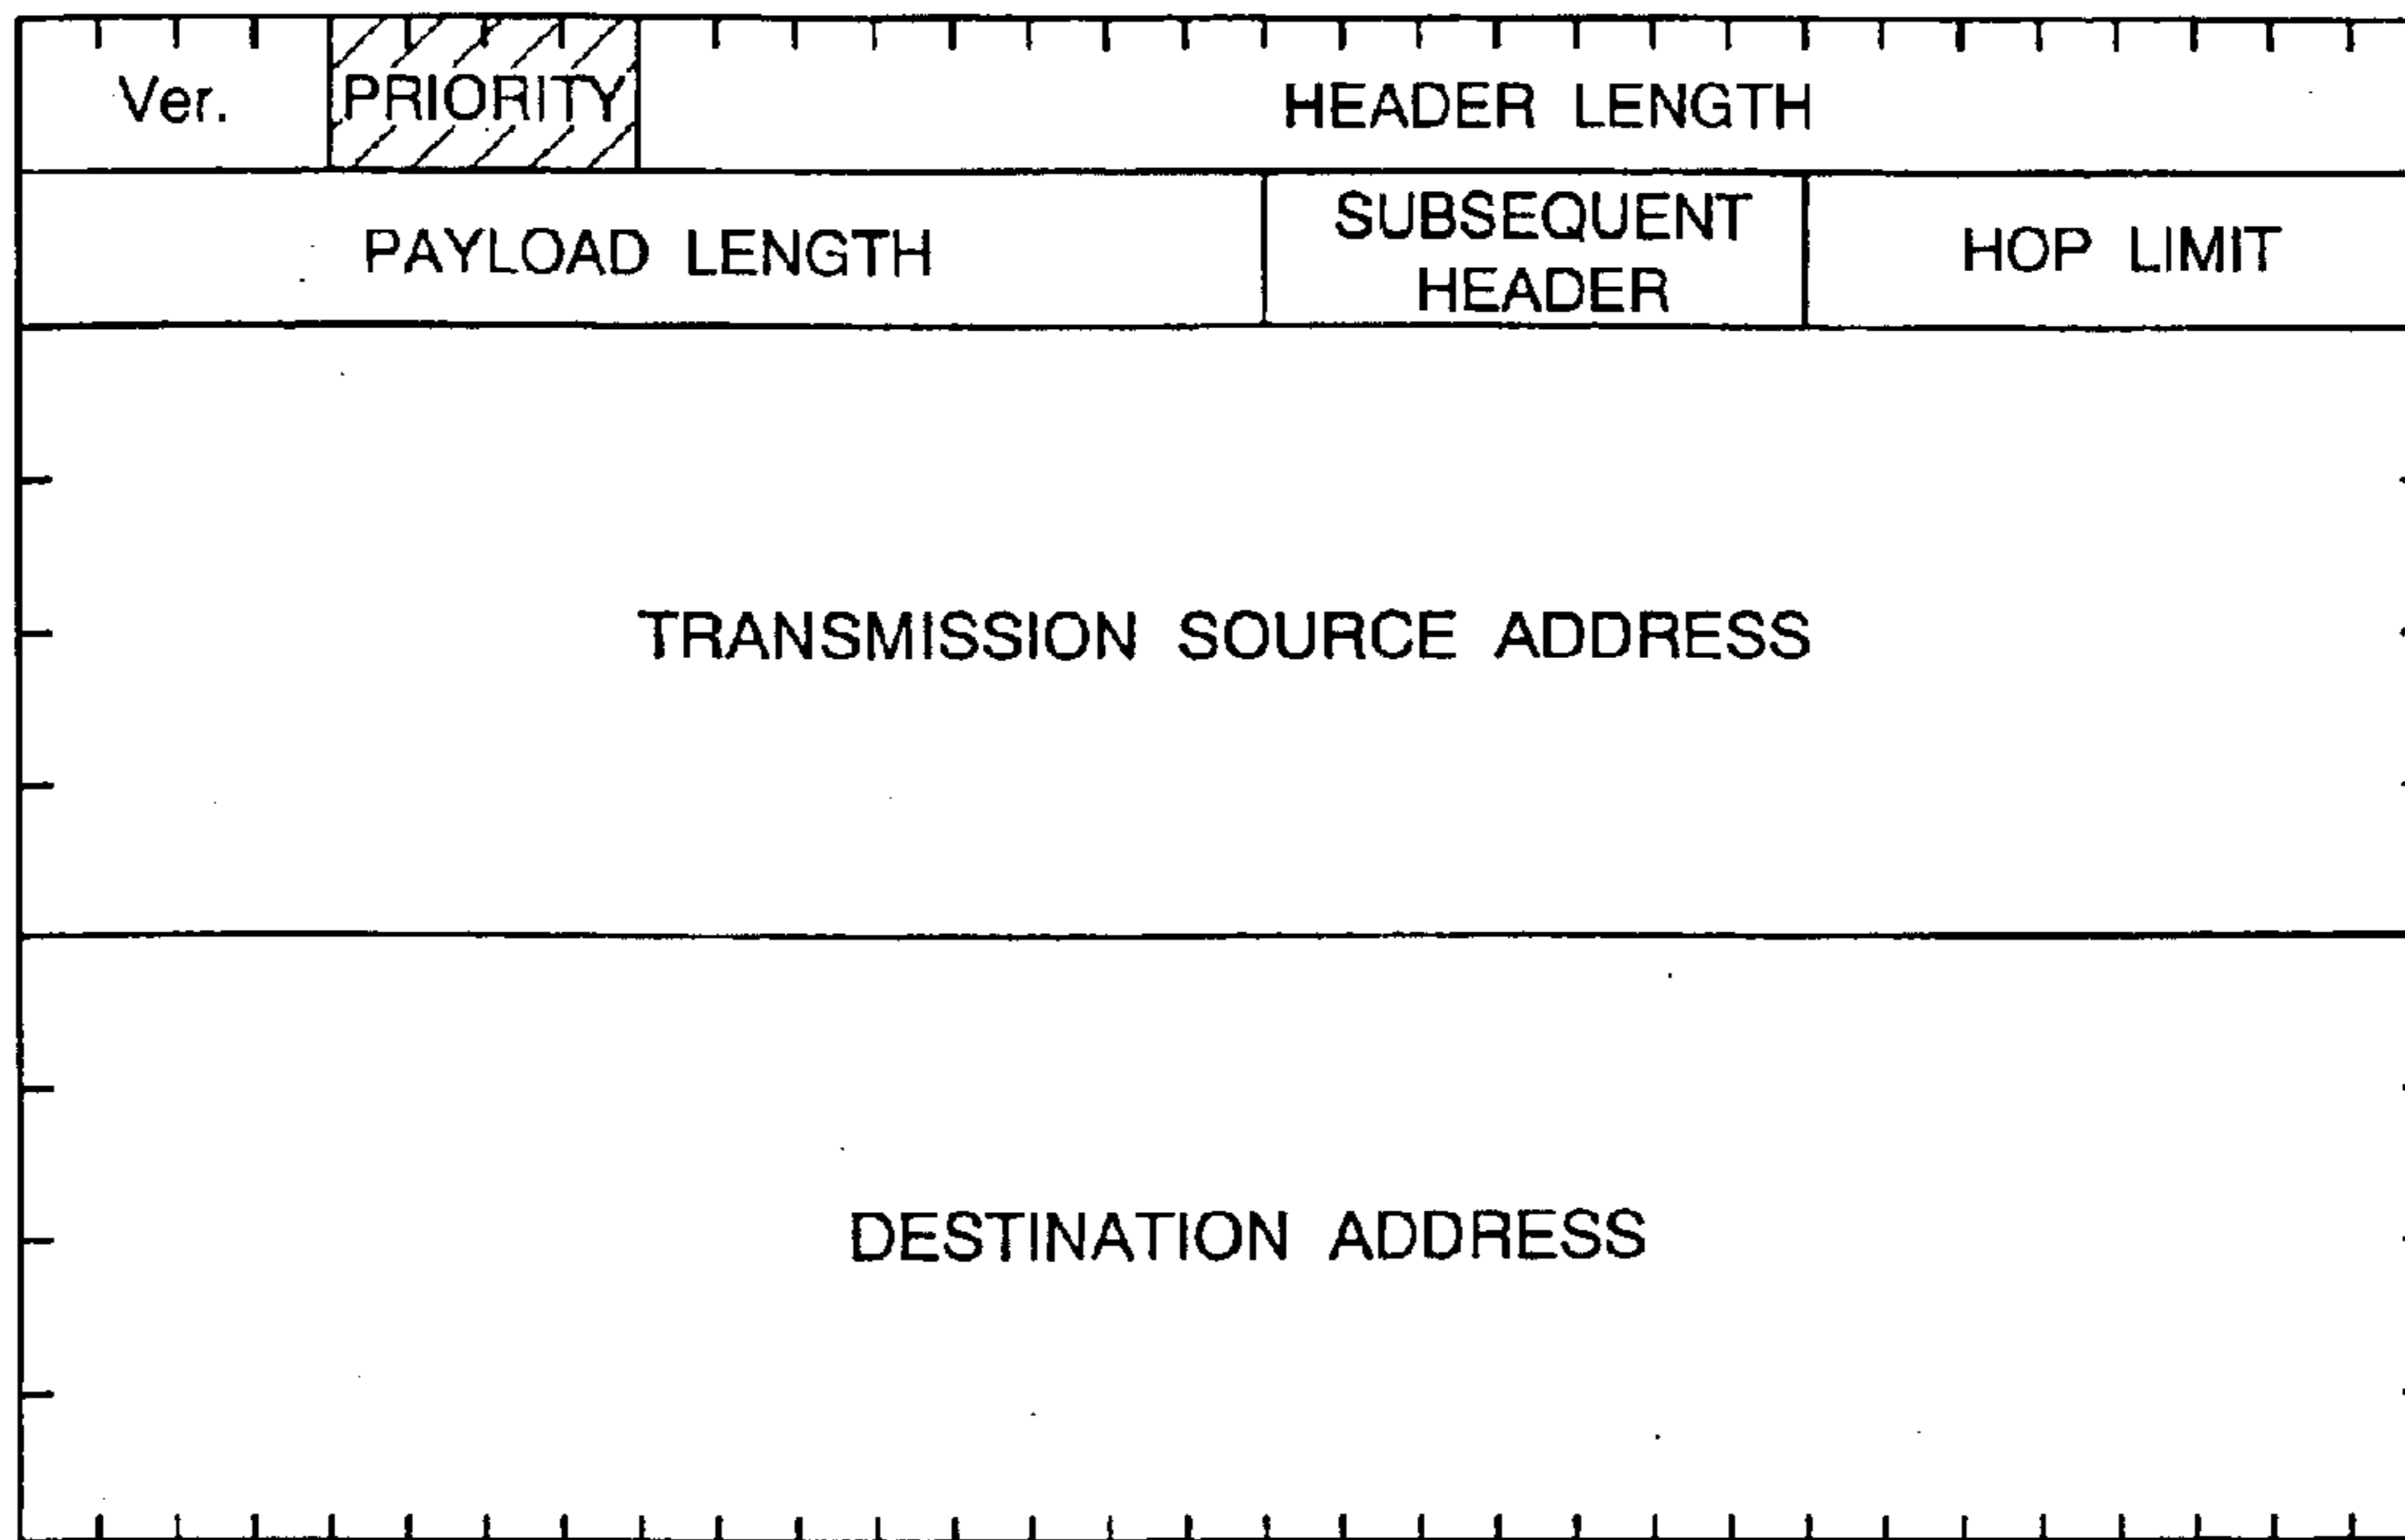 Ver.
PRIORITY
HEADER LENGTH
PAYLOAD LENGTH
SUBSEQUENT
HEADER
HOP LIMIT
TRANSMISSION SOURCE ADDRESS
DESTINATION ADDRESS